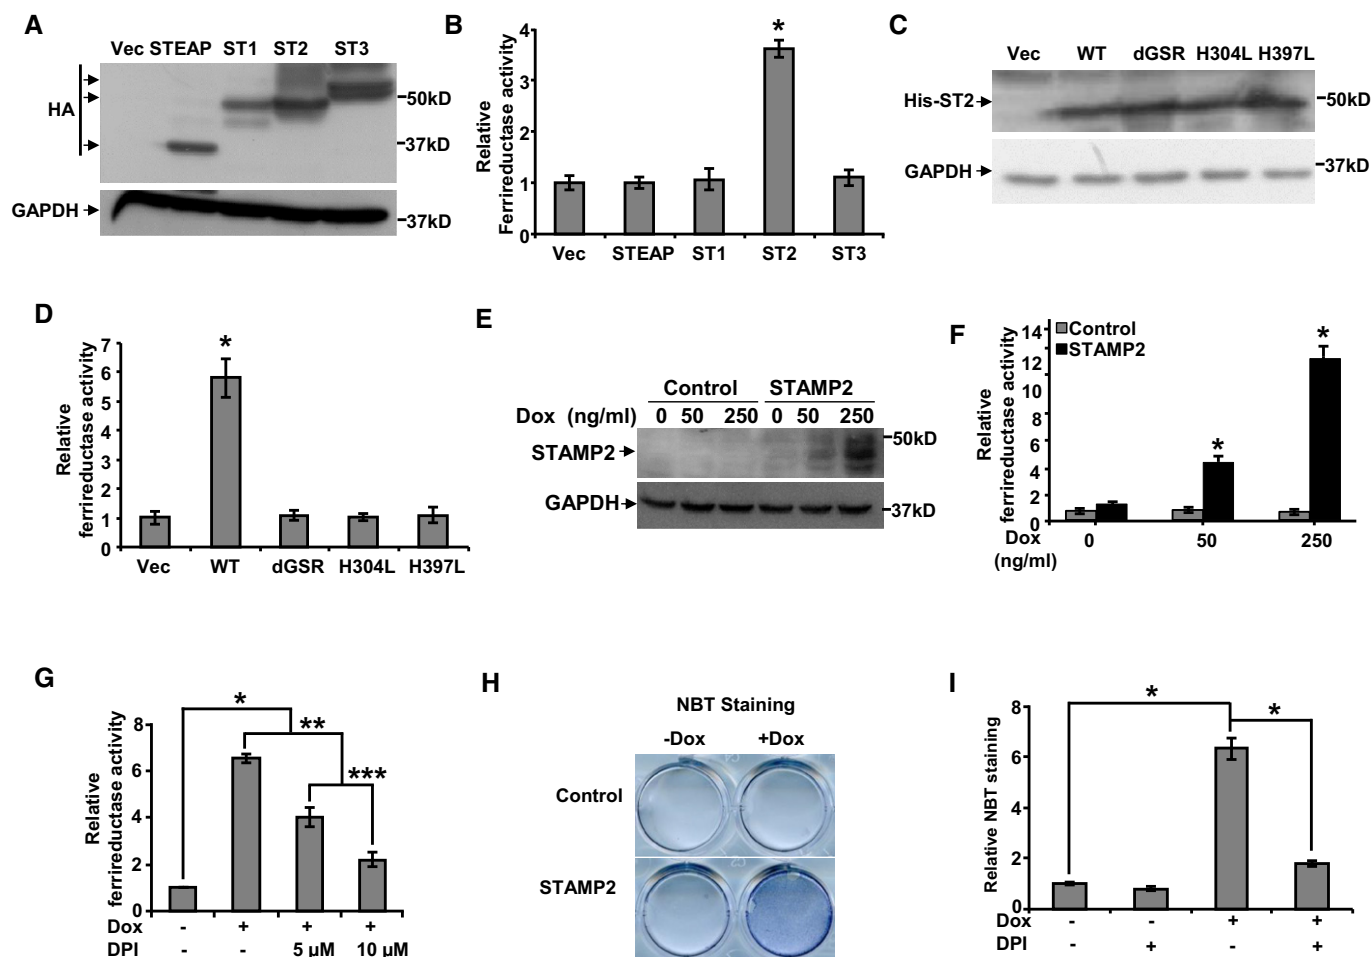 A
Vec STEAP ST1 ST2 ST3
HA
50kD
37kD
GAPDH
37kD
B
Relative
Ferrireductase activity
4
3
2
1
0
*
Vec STEAP ST1 ST2 ST3
C
Vec WT dGSR H304L H397L
His-ST2
50kD
GAPDH
37kD
D
Relative
ferrireductase activity
7
6
5
4
3
2
1
0
*
Vec WT dGSR H304L H397L
E
Control STAMP2
Dox (ng/ml) 0 50 250 0 50 250
STAMP2
50kD
GAPDH
37kD
F
Relative
ferrireductase activity
14
12
10
8
6
4
2
0
Control
STAMP2
*
*
Dox
(ng/ml)
0 50 250
G
Relative
ferrireductase activity
8
6
4
2
0
*
**
***
Dox - + + +
DPI - - 5 µM 10 µM
H
NBT Staining
-Dox +Dox
Control
STAMP2
I
Relative NBT staining
8
6
4
2
0
*
*
Dox - - + +
DPI - + - +